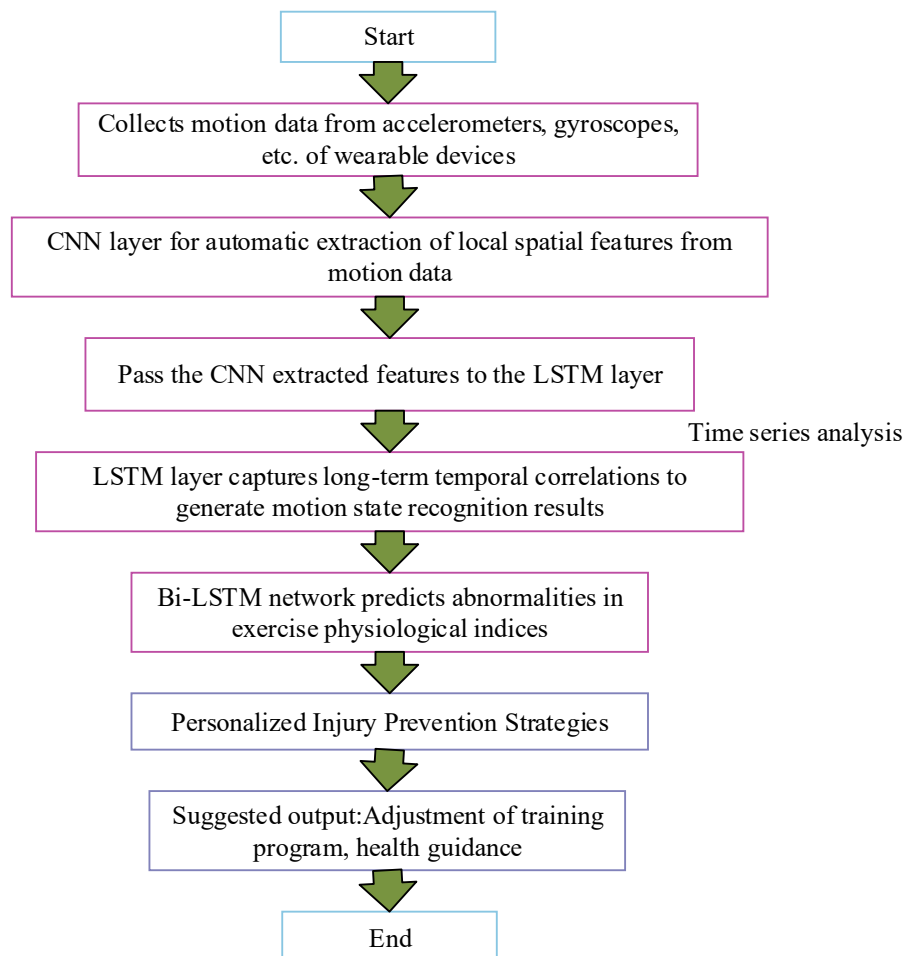 Start
Collects motion data from accelerometers, gyroscopes,
etc. of wearable devices
CNN layer for automatic extraction of local spatial features from
motion data
Pass the CNN extracted features to the LSTM layer
Time series analysis
LSTM layer captures long-term temporal correlations to
generate motion state recognition results
Bi-LSTM network predicts abnormalities in
exercise physiological indices
Personalized Injury Prevention Strategies
Suggested output:Adjustment of training
program, health guidance
End